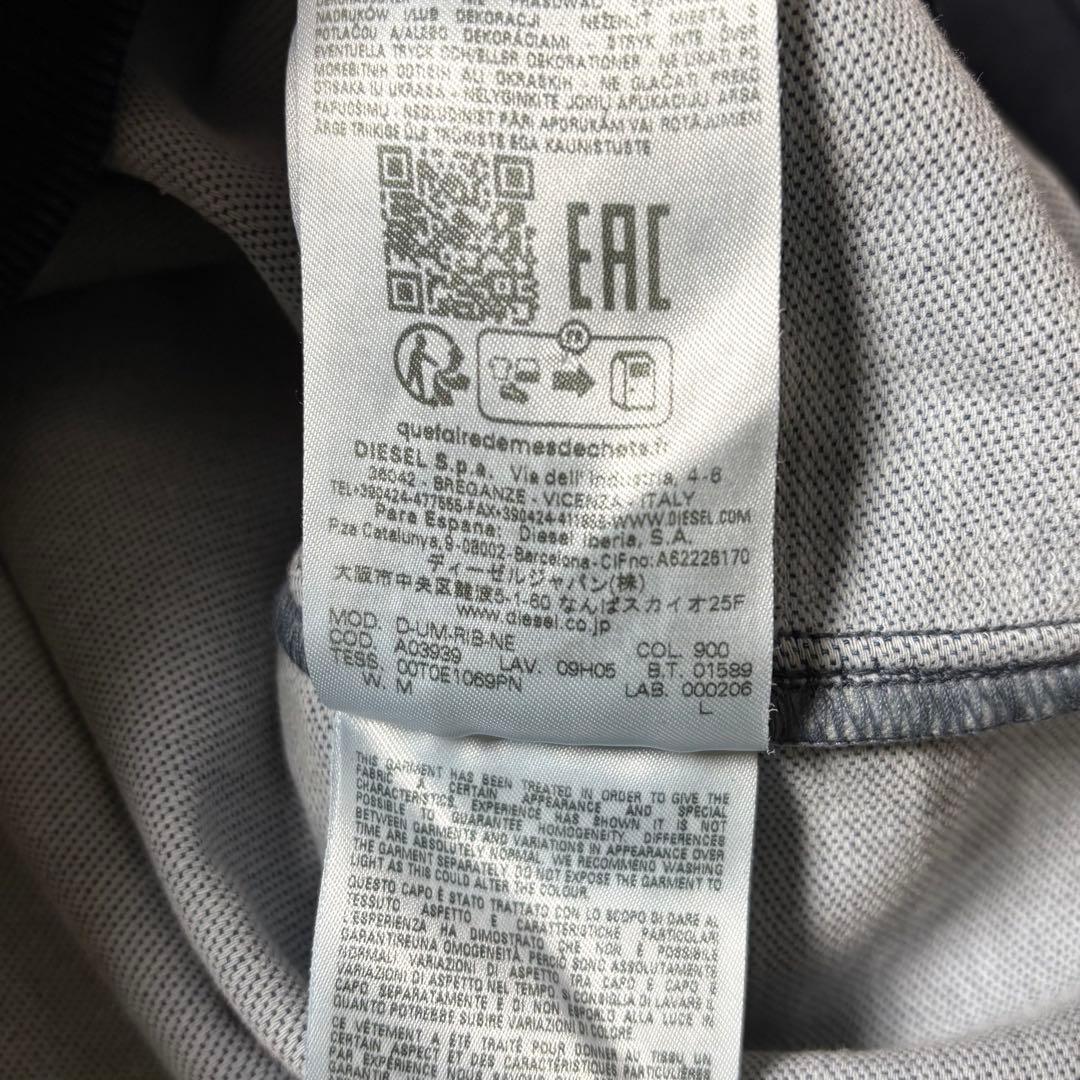 NADRUKÓW I/LUB DEKORACJI - NEŽEHLIT MIESTA S
POTLAČOU A/ALEBO DEKORÁCIAMI - STRYK INTE ÖVER
EVENTUELLA TRYCK OCH/ELLER DEKORATIONER - NE LIKATI PO
MOREBITNIH ODTISIH ALI OKRASKIH - NE GLAČATI PREKO
OTISAKA IU UKRASA - NELYGINKITE JOKIŲ APLIKACIJŲ ARBA
PAPUOŠIMŲ - NEGLUDINIET PĀRI APDRUKĀM VAI ROTĀJUMIEM
ÄRGE TRIIKIGE ÜLE TRÜKISTE EGA KAUNISTUSTE
EAC
quefairedemesdechets.fr
DIESEL S.p.a. Via dell'Industria, 4-6
36042 - BREGANZE - VICENZA - ITALY
TEL+390424-477555-FAX+390424-411955-WWW.DIESEL.COM
Para Espana: Diesel Iberia, S.A.
Pza Catalunya,9-08002-Barcelona-CIFno:A62226170
ディーゼルジャパン(株)
大阪市中央区難波5-1-60 なんばスカイオ25F
www.diesel.co.jp
MOD. D-UM-RIB-NE COL. 900
COD. A03939 LAV. 09H05 B.T. 01589
TESS. 00T0E1069PN LAB. 000206
W. M L
THIS GARMENT HAS BEEN TREATED IN ORDER TO GIVE THE
FABRIC A CERTAIN APPEARANCE AND SPECIAL
CHARACTERISTICS. EXPERIENCE HAS SHOWN IT IS NOT
POSSIBLE TO GUARANTEE HOMOGENEITY. DIFFERENCES
BETWEEN GARMENTS AND VARIATIONS IN APPEARANCE OVER
TIME ARE ABSOLUTELY NORMAL. WE RECOMMEND WASHING
THE GARMENT SEPARATELY. DO NOT EXPOSE THE GARMENT TO
LIGHT AS THIS COULD ALTER THE COLOUR.
QUESTO CAPO È STATO TRATTATO CON LO SCOPO DI DARE AL
TESSUTO ASPETTO E CARATTERISTICHE PARTICOLARI.
L'ESPERIENZA HA DIMOSTRATO CHE NON È POSSIBILE
GARANTIREUNA OMOGENEITÀ, PERCIÒ SONO ASSOLUTAMENTE
NORMALI VARIAZIONI DI ASPETTO TRA CAPO E CAPO E
VARIAZIONI DI ASPETTO NEL TEMPO. SI CONSIGLIA DI LAVARE IL
CAPO SEPARATAMENTE E DI NON ESPORLO ALLA LUCE IN
QUANTO POTREBBE SUBIRE VARIAZIONI DI COLORE.
CE VÊTEMENT A ÉTÉ TRAITÉ POUR DONNER AU TISSU UN
CERTAIN ASPECT ET DES CARACTÉRISTIQUES PARTICULIÈRES
PAR EXPÉRIENCE NOUS SAVONS